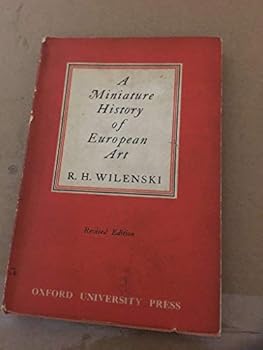 A
Miniature
History
of
European
Art
R. H. WILENSKI
Revised Edition
OXFORD UNIVERSITY PRESS